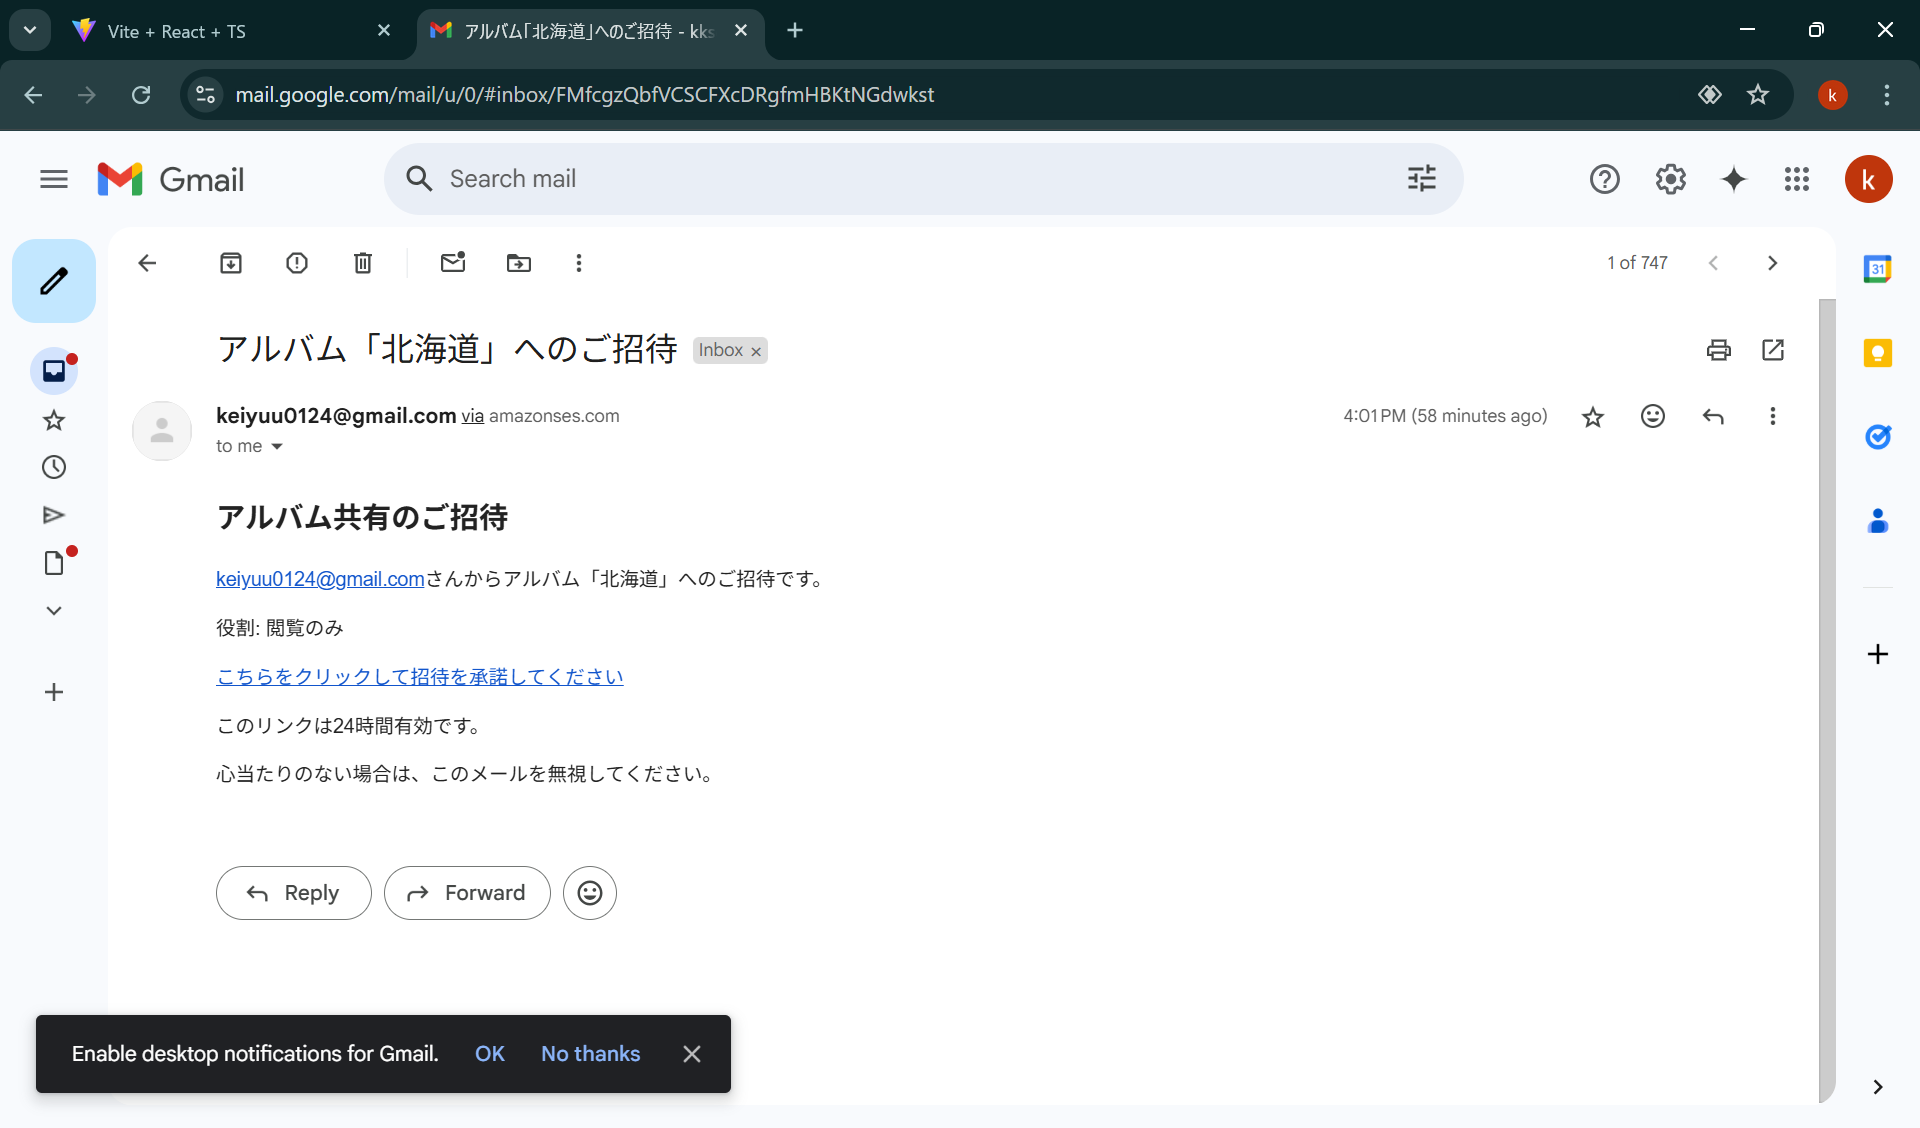 Vite + React + TS
アルバム「北海道」へのご招待 - kks
mail.google.com/mail/u/0/#inbox/FMfcgzQbfVCSCFXcDRgfmHBKtNGdwkst
k
Gmail
Search mail
k
1 of 747
31
アルバム「北海道」へのご招待
Inbox ×
keiyuu0124@gmail.com via amazonses.com
4:01 PM (58 minutes ago)
to me
アルバム共有のご招待
keiyuu0124@gmail.comさんからアルバム「北海道」へのご招待です。
役割: 閲覧のみ
こちらをクリックして招待を承諾してください
このリンクは24時間有効です。
心当たりのない場合は、このメールを無視してください。
Reply
Forward
Enable desktop notifications for Gmail. OK No thanks